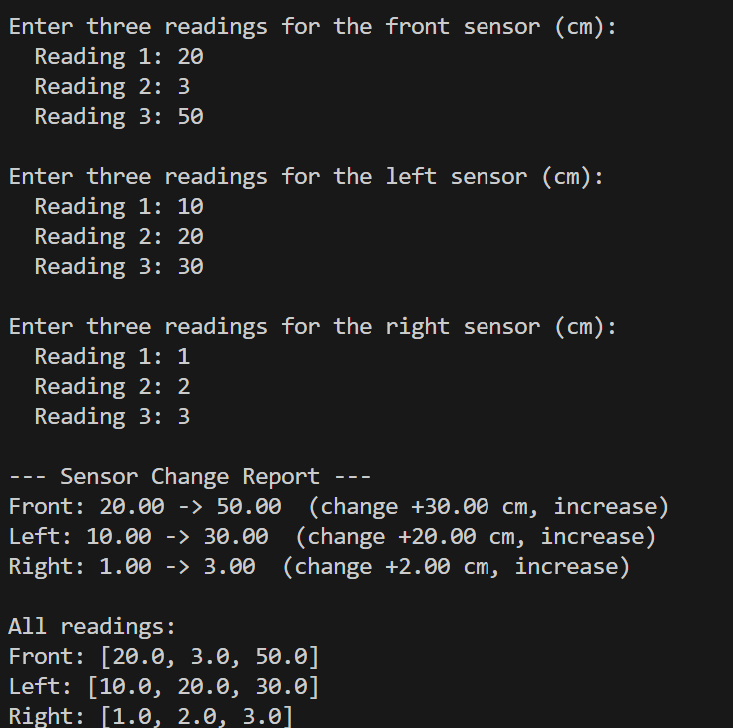 Enter three readings for the front sensor (cm):
  Reading 1: 20
  Reading 2: 3
  Reading 3: 50

Enter three readings for the left sensor (cm):
  Reading 1: 10
  Reading 2: 20
  Reading 3: 30

Enter three readings for the right sensor (cm):
  Reading 1: 1
  Reading 2: 2
  Reading 3: 3

--- Sensor Change Report ---
Front: 20.00 -> 50.00  (change +30.00 cm, increase)
Left: 10.00 -> 30.00  (change +20.00 cm, increase)
Right: 1.00 -> 3.00  (change +2.00 cm, increase)

All readings:
Front: [20.0, 3.0, 50.0]
Left: [10.0, 20.0, 30.0]
Right: [1.0, 2.0, 3.0]